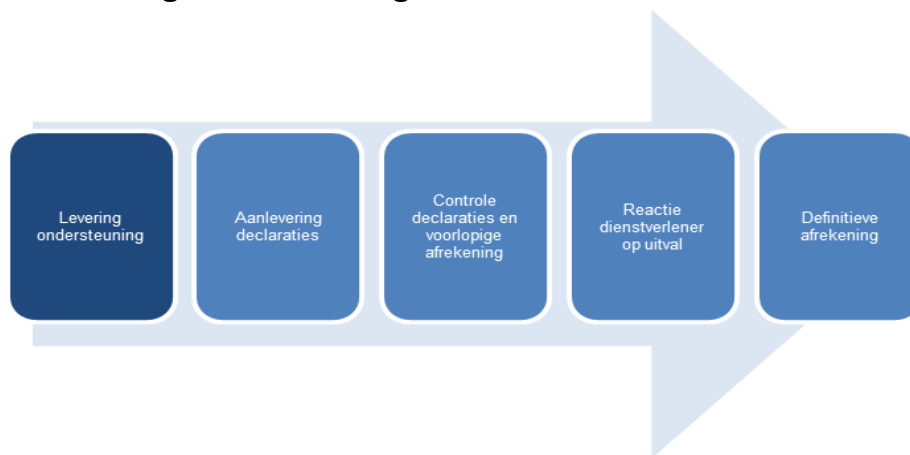 Levering
ondersteuning
Aanlevering
declaraties
Controle
declaraties en
voorlopige
afrekening
Reactie
dienstverlener
op uitval
Definitieve
afrekening